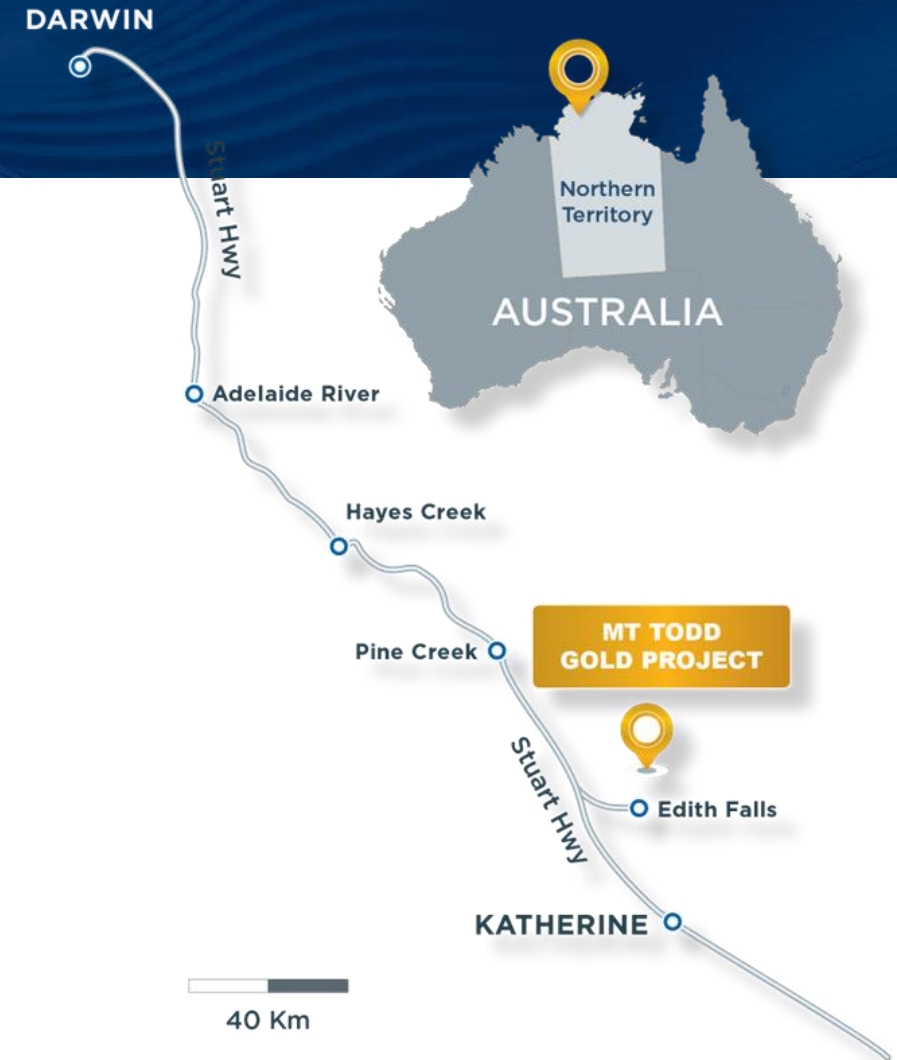 DARWIN
Stuart Hwy
Northern
Territory
AUSTRALIA
Adelaide River
Hayes Creek
Pine Creek
MT TODD
GOLD PROJECT
Stuart Hwy
Edith Falls
KATHERINE
40 Km